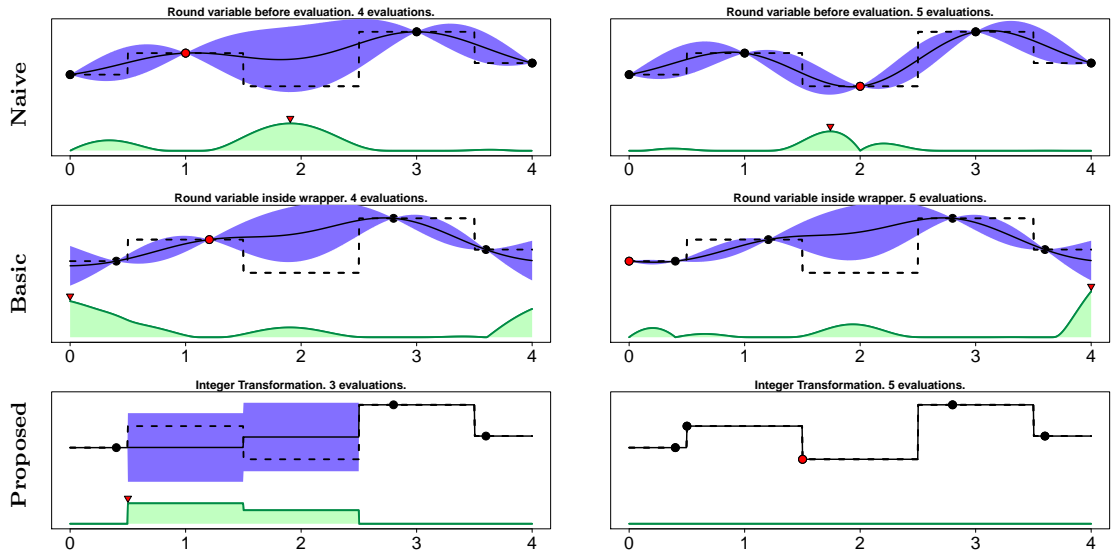 Naive
Round variable before evaluation. 4 evaluations.
0 1 2 3 4
Round variable before evaluation. 5 evaluations.
0 1 2 3 4
Basic
Round variable inside wrapper. 4 evaluations.
0 1 2 3 4
Round variable inside wrapper. 5 evaluations.
0 1 2 3 4
Proposed
Integer Transformation. 3 evaluations.
0 1 2 3 4
Integer Transformation. 5 evaluations.
0 1 2 3 4